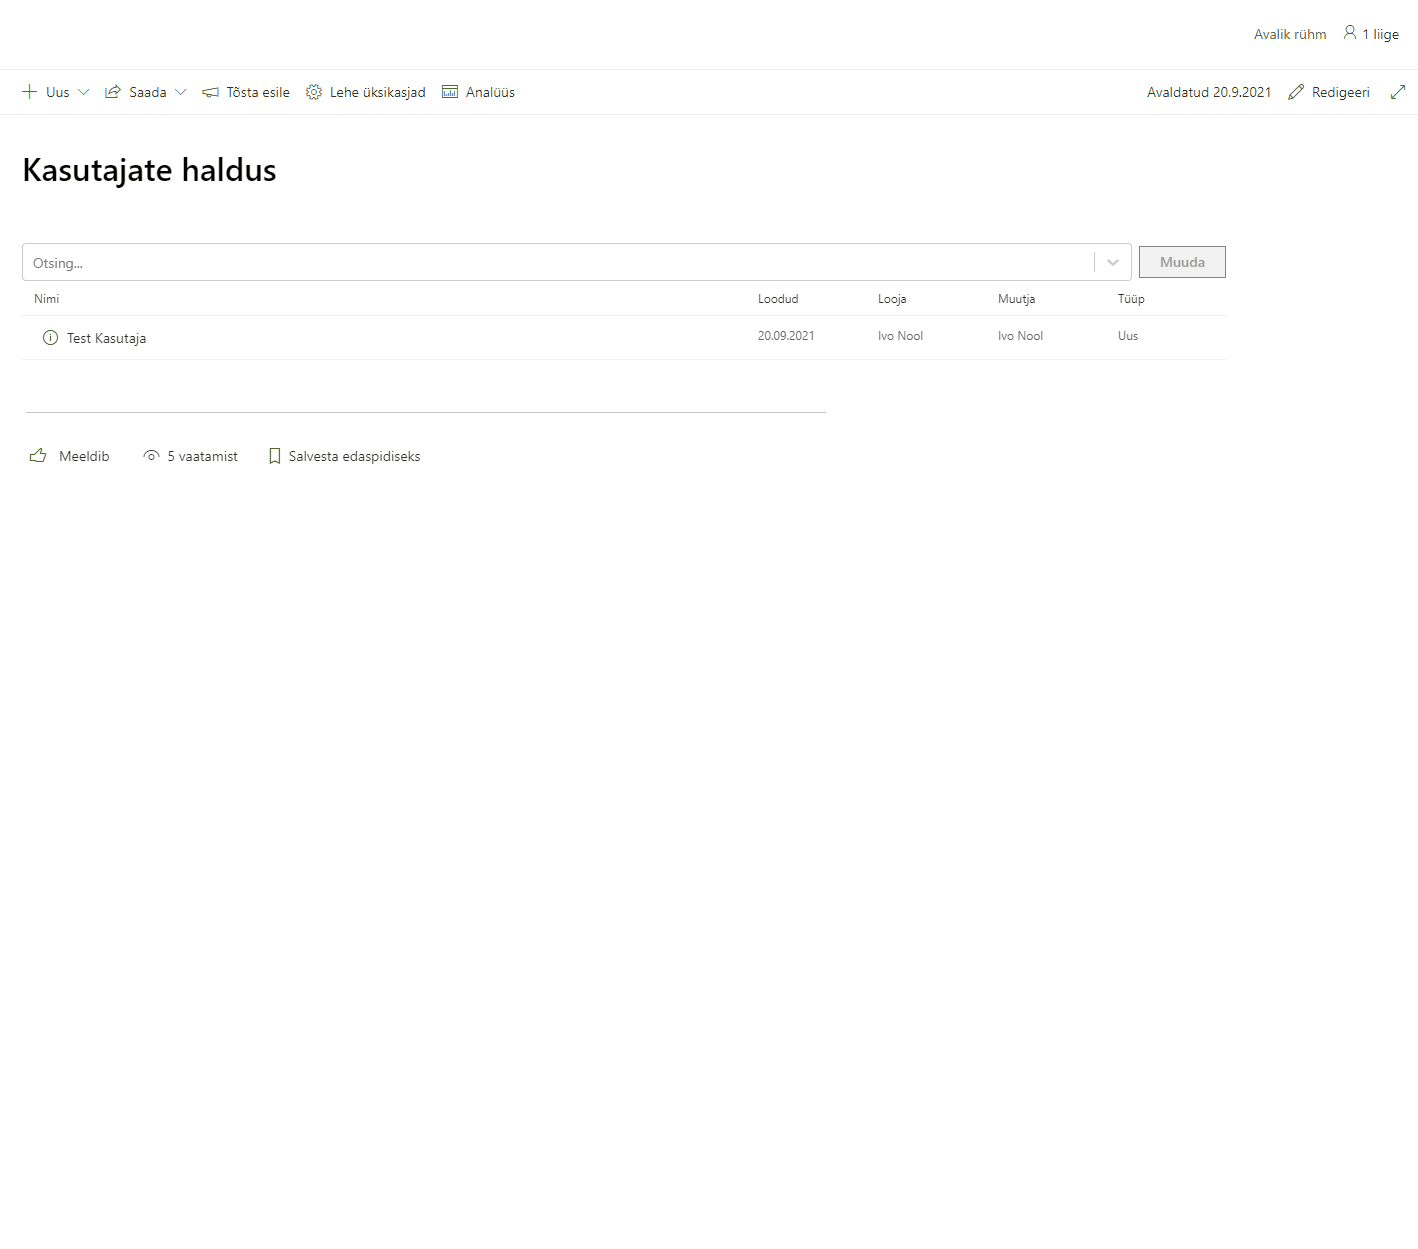 Avalik rühm 1 liige
Uus Saada Tõsta esile Lehe üksikasjad Analüüs Avaldatud 20.9.2021 Redigeeri
Kasutajate haldus
Otsing... Muuda
Nimi Loodud Looja Muutja Tüüp
Test Kasutaja 20.09.2021 Ivo Nool Ivo Nool Uus
Meeldib 5 vaatamist Salvesta edaspidiseks